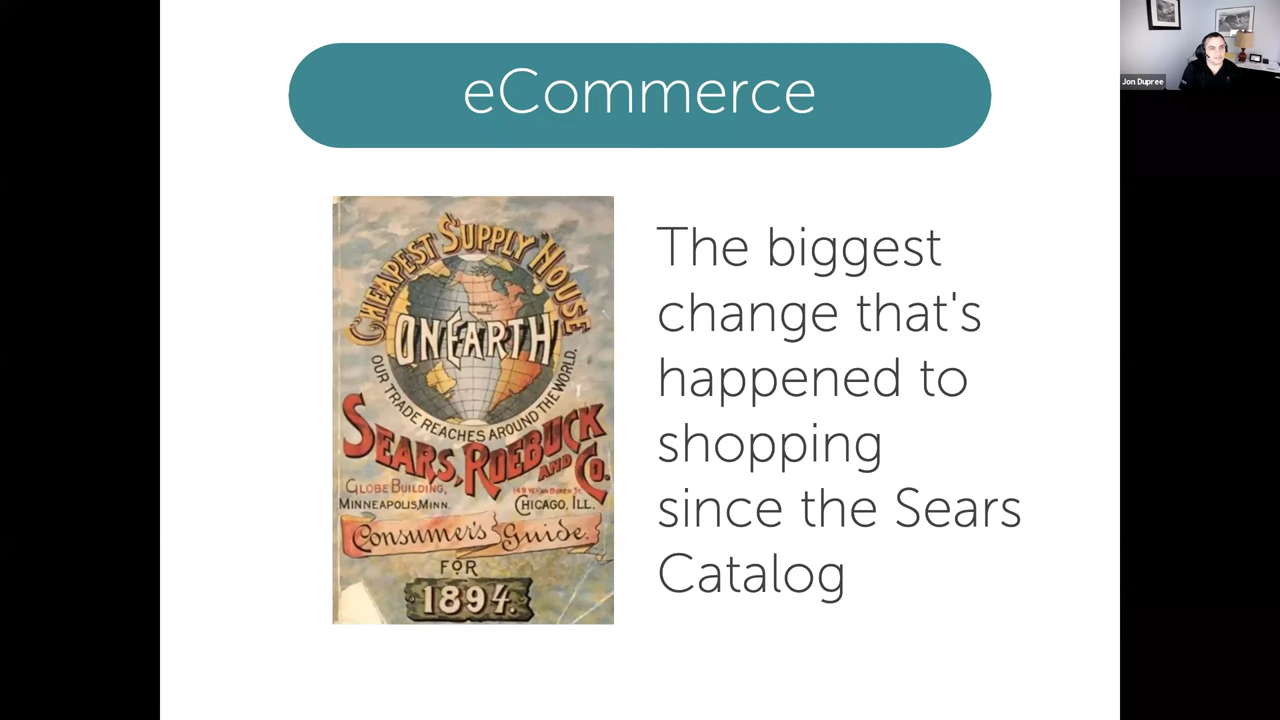 eCommerce
Jon Dupree
CHEAPEST SUPPLY HOUSE
ON EARTH
OUR TRADE REACHES AROUND THE WORLD.
SEARS, ROEBUCK
AND CO.
GLOBE BUILDING,
MINNEAPOLIS, MINN.
CHICAGO, ILL.
Consumer's Guide.
FOR
1894.
The biggest
change that's
happened to
shopping
since the Sears
Catalog